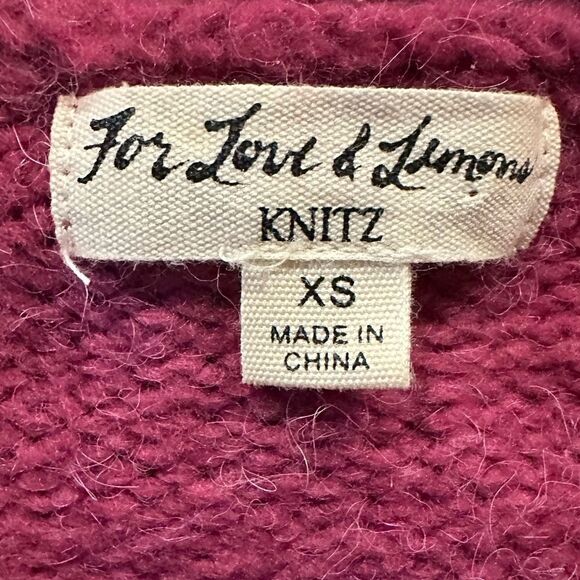 For Love & Lemons
KNITZ
XS
MADE IN
CHINA